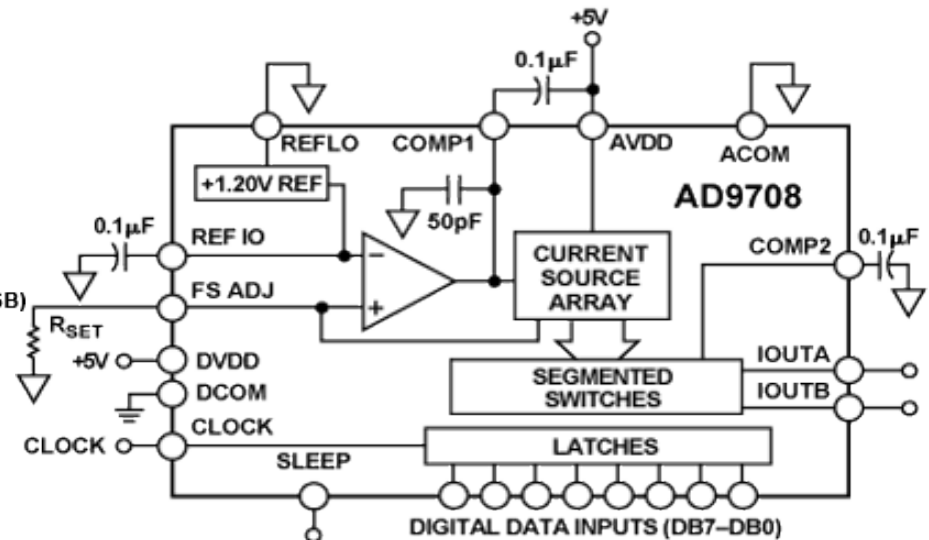 +5V
0.1µF
REFLO
COMP1
AVDD
ACOM
+1.20V REF
50pF
AD9708
0.1µF
REF IO
COMP2
0.1µF
CURRENT
SOURCE
ARRAY
FS ADJ
RSET
+5V
DVDD
DCOM
IOUTA
IOUTB
SEGMENTED
SWITCHES
CLOCK
CLOCK
SLEEP
LATCHES
DIGITAL DATA INPUTS (DB7–DB0)